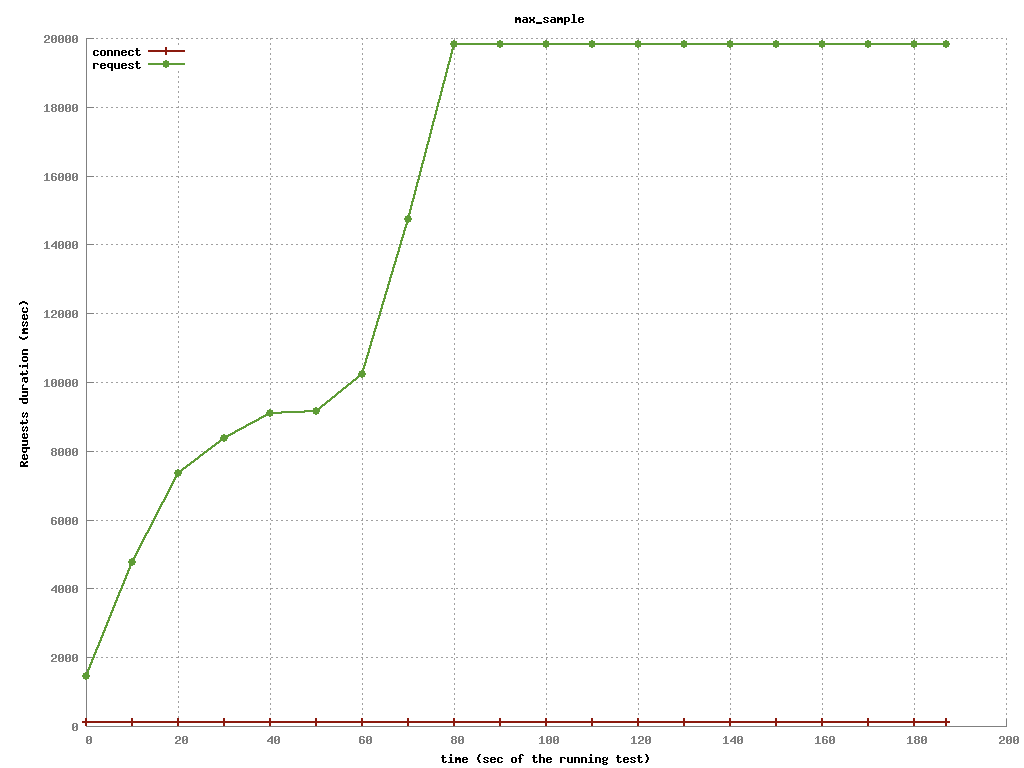 max_sample
connect
request
20000
18000
16000
14000
12000
10000
8000
6000
4000
2000
0
Requests duration (msec)
0 20 40 60 80 100 120 140 160 180 200
time (sec of the running test)